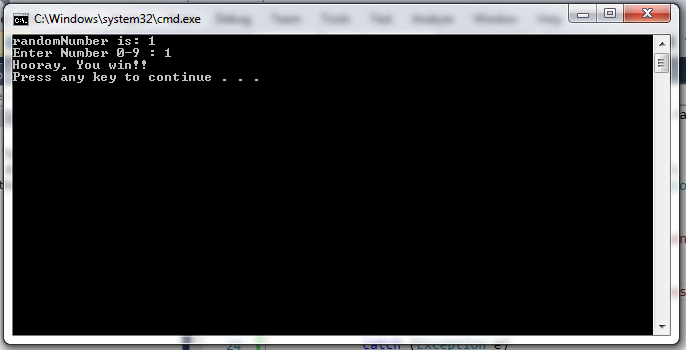 C:\Windows\system32\cmd.exe
Debug Team Tools Test Analyze Window
randomNumber is: 1
Enter Number 0-9 : 1
Hooray, You win!!
Press any key to continue . . .
24 catch (Exception e)